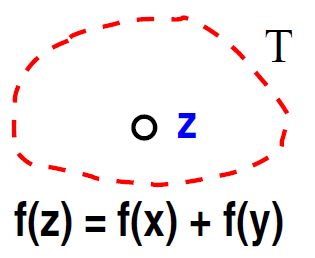 T
z
f(z) = f(x) + f(y)